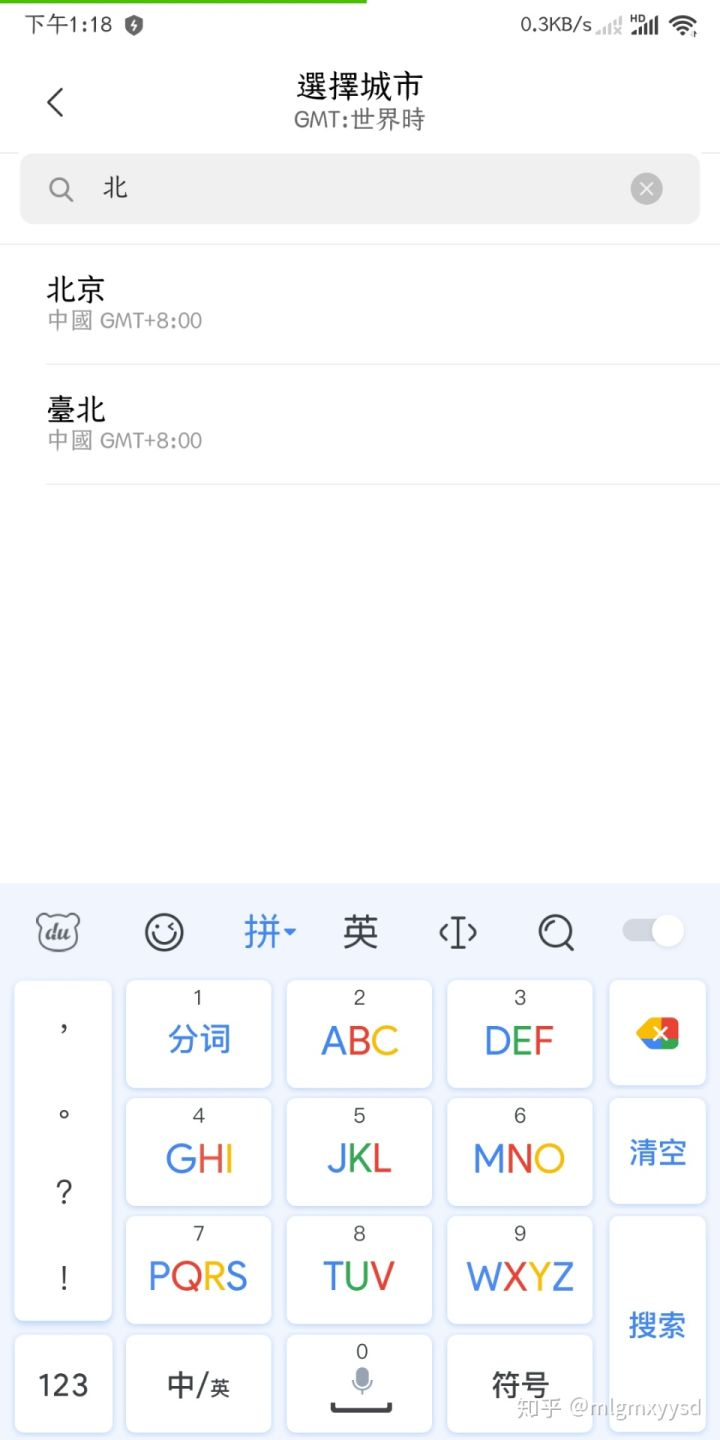 下午1:18
0.3KB/s
HD
選擇城市
GMT:世界時
北
北京
中國 GMT+8:00
臺北
中國 GMT+8:00
du
拼
英
，
。
?
!
1
分词
2
ABC
3
DEF
4
GHI
5
JKL
6
MNO
清空
7
PQRS
8
TUV
9
WXYZ
搜索
123
中/英
0
符号
知乎 @mlgmxyysd